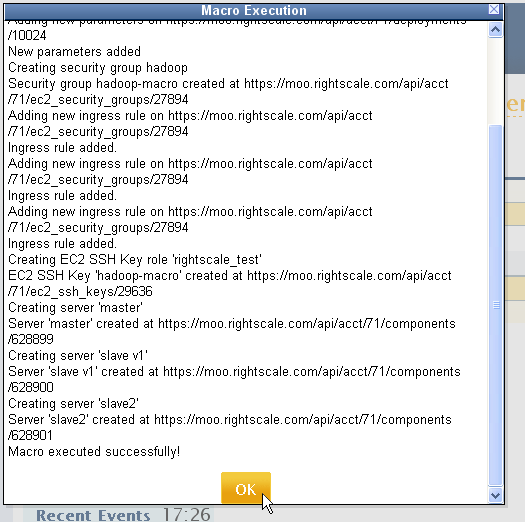 Macro Execution
Adding new parameters on https://moo.rightscale.com/api/acct/71/deployments
/10024
New parameters added
Creating security group hadoop
Security group hadoop-macro created at https://moo.rightscale.com/api/acct
/71/ec2_security_groups/27894
Adding new ingress rule on https://moo.rightscale.com/api/acct
/71/ec2_security_groups/27894
Ingress rule added.
Adding new ingress rule on https://moo.rightscale.com/api/acct
/71/ec2_security_groups/27894
Ingress rule added.
Adding new ingress rule on https://moo.rightscale.com/api/acct
/71/ec2_security_groups/27894
Ingress rule added.
Creating EC2 SSH Key role 'rightscale_test'
EC2 SSH Key 'hadoop-macro' created at https://moo.rightscale.com/api/acct
/71/ec2_ssh_keys/29636
Creating server 'master'
Server 'master' created at https://moo.rightscale.com/api/acct/71/components
/628899
Creating server 'slave v1'
Server 'slave v1' created at https://moo.rightscale.com/api/acct/71/components
/628900
Creating server 'slave2'
Server 'slave2' created at https://moo.rightscale.com/api/acct/71/components
/628901
Macro executed successfully!
OK
er
Recent Events 17:26